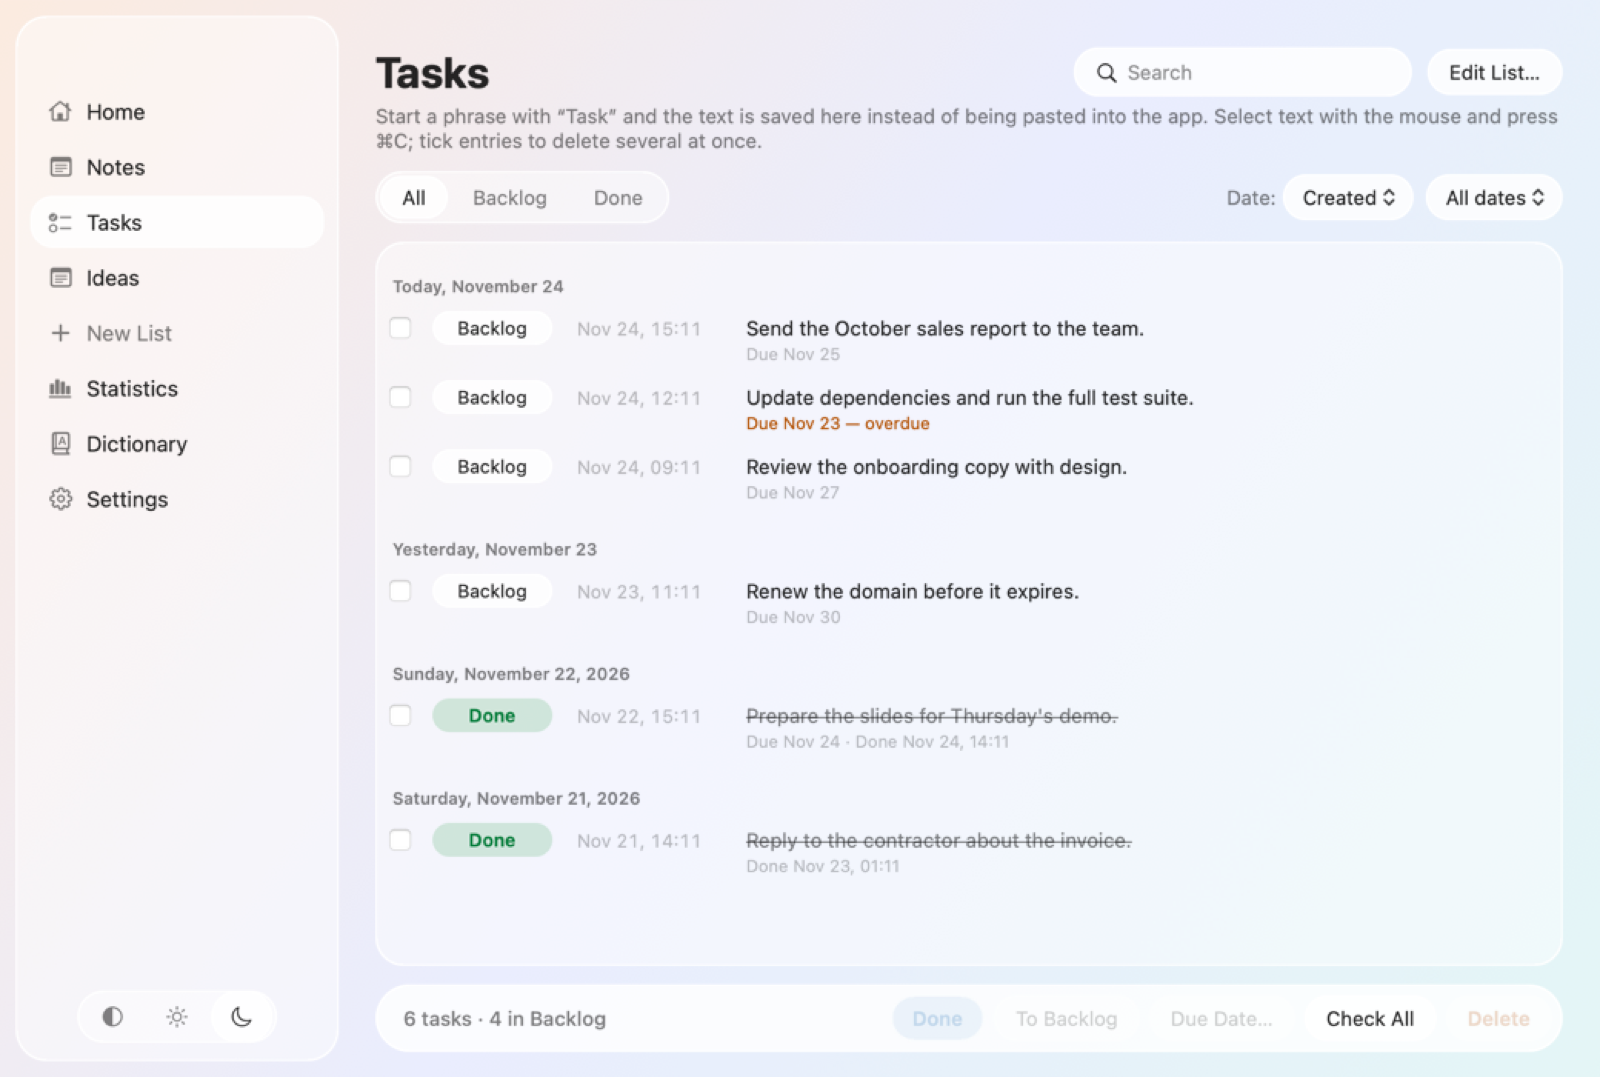 Home
Notes
Tasks
Ideas
New List
Statistics
Dictionary
Settings
Tasks
Search
Edit List...
Start a phrase with “Task” and the text is saved here instead of being pasted into the app. Select text with the mouse and press
⌘C; tick entries to delete several at once.
All Backlog Done
Date: Created All dates
Today, November 24
Backlog Nov 24, 15:11 Send the October sales report to the team.
Due Nov 25
Backlog Nov 24, 12:11 Update dependencies and run the full test suite.
Due Nov 23 — overdue
Backlog Nov 24, 09:11 Review the onboarding copy with design.
Due Nov 27
Yesterday, November 23
Backlog Nov 23, 11:11 Renew the domain before it expires.
Due Nov 30
Sunday, November 22, 2026
Done Nov 22, 15:11 Prepare the slides for Thursday's demo.
Due Nov 24 · Done Nov 24, 14:11
Saturday, November 21, 2026
Done Nov 21, 14:11 Reply to the contractor about the invoice.
Done Nov 23, 01:11
6 tasks · 4 in Backlog Done To Backlog Due Date... Check All Delete